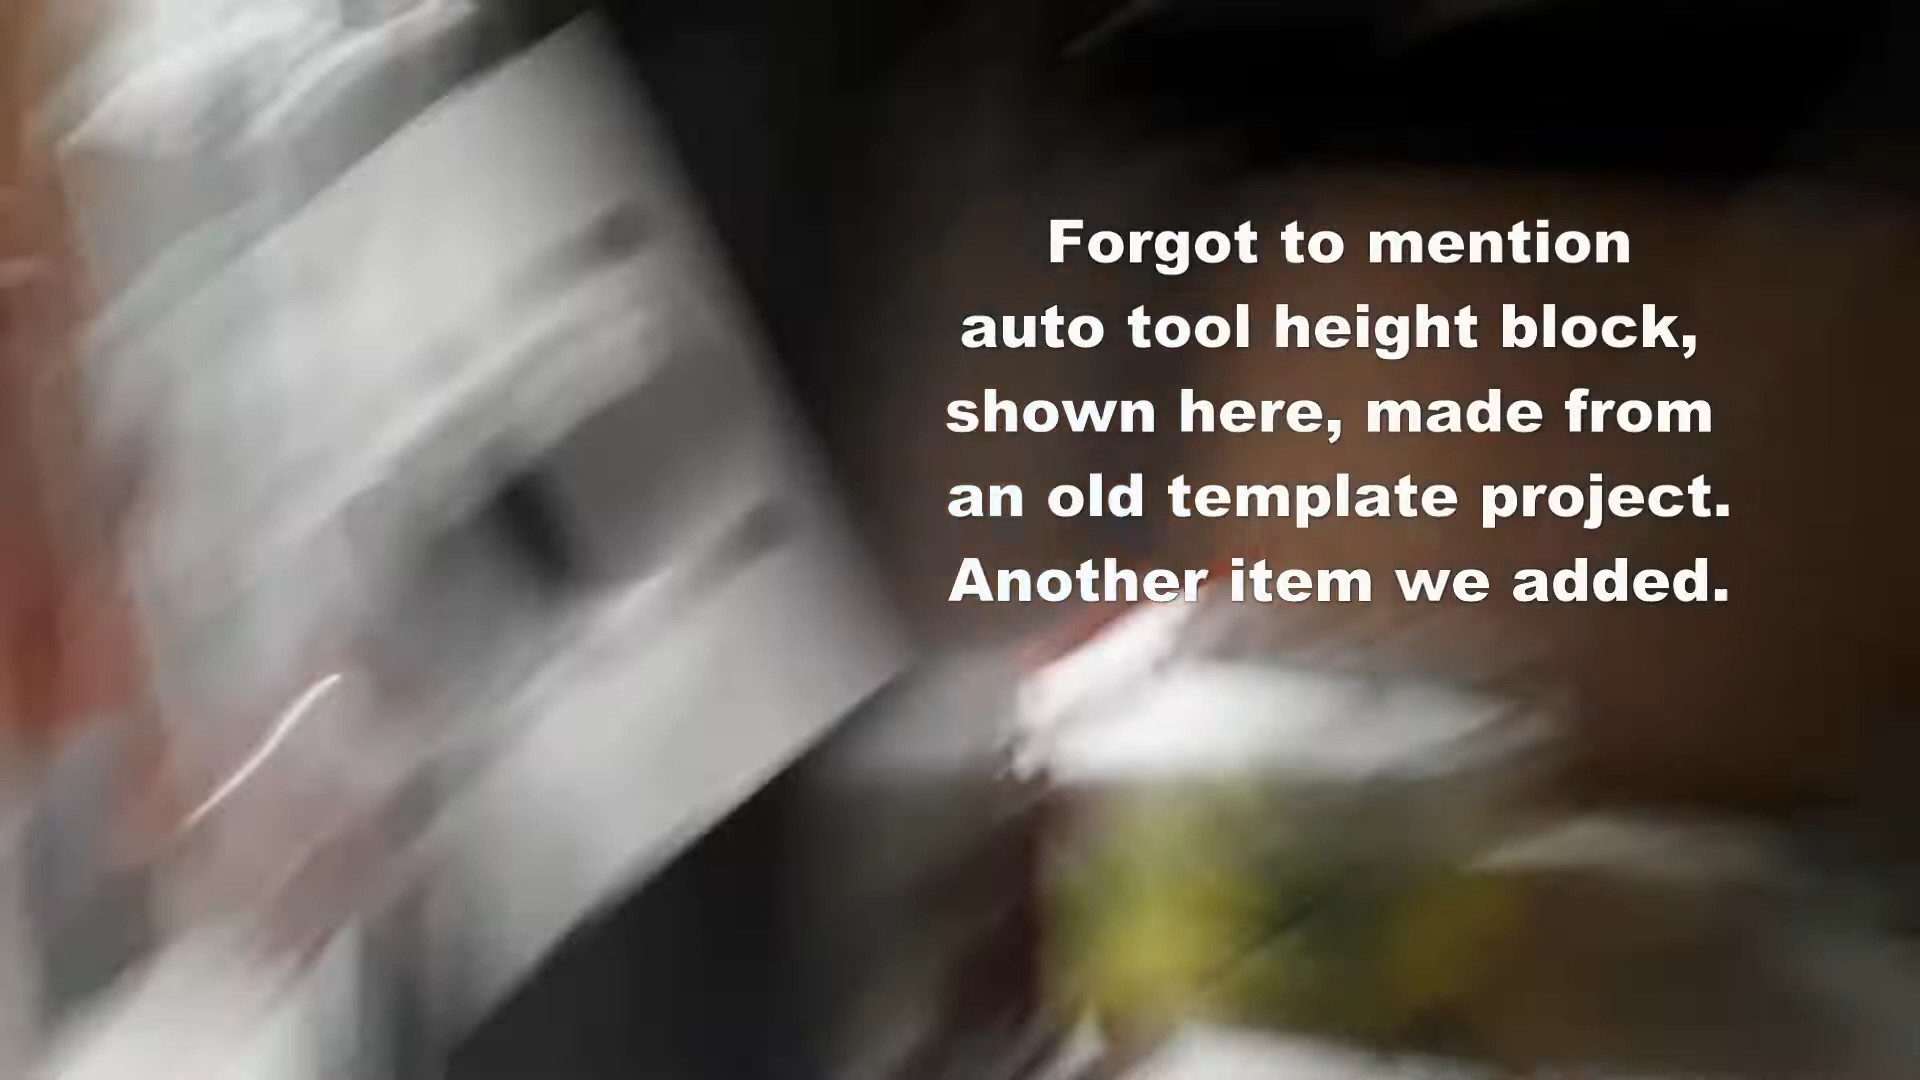 Forgot to mention
auto tool height block,
shown here, made from
an old template project.
Another item we added.